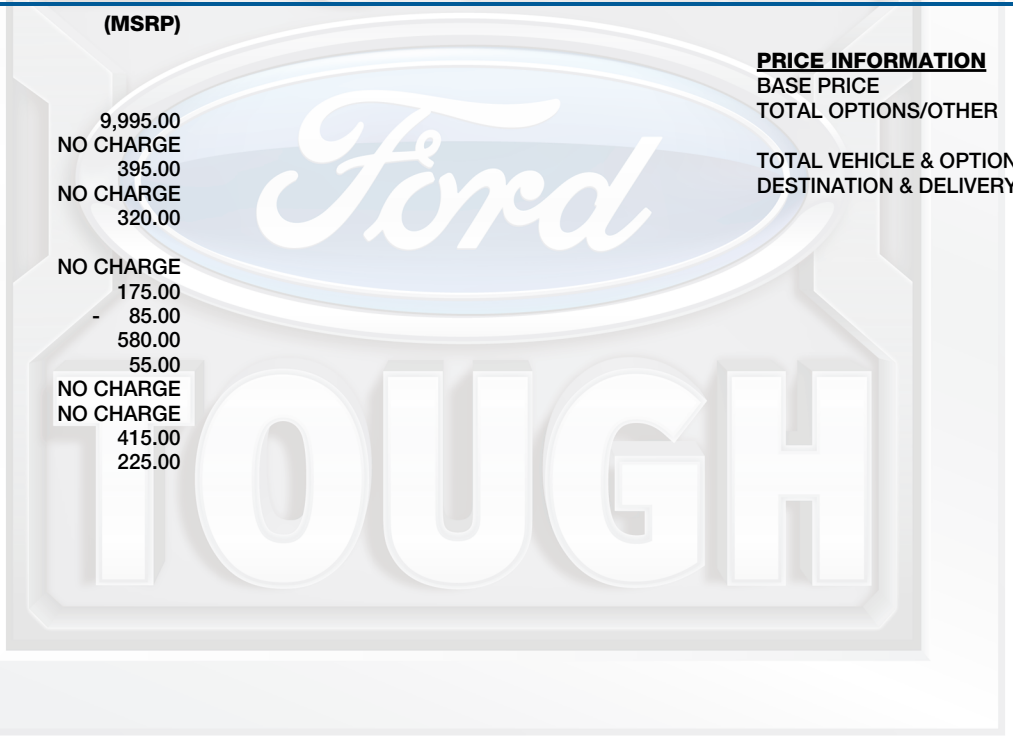 (MSRP)
9,995.00
NO CHARGE
395.00
NO CHARGE
320.00
NO CHARGE
175.00
- 85.00
580.00
55.00
NO CHARGE
NO CHARGE
415.00
225.00
PRICE INFORMATION
BASE PRICE
TOTAL OPTIONS/OTHER
TOTAL VEHICLE & OPTION
DESTINATION & DELIVERY
Ford
TOUGH